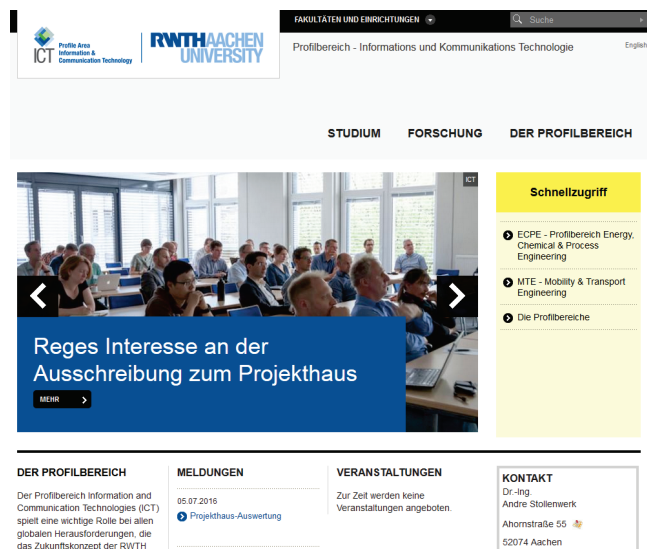 FAKULTÄTEN UND EINRICHTUNGEN
Suche
ICT
Profile Area
Information &
Communication Technology
RWTHAACHEN
UNIVERSITY
Profilbereich - Informations und Kommunikations Technologie
English
STUDIUM
FORSCHUNG
DER PROFILBEREICH
ICT
Reges Interesse an der
Ausschreibung zum Projekthaus
MEHR
Schnellzugriff
ECPE - Profilbereich Energy,
Chemical & Process
Engineering
MTE - Mobility & Transport
Engineering
Die Profilbereiche
DER PROFILBEREICH
Der Profilbereich Information and
Communication Technologies (ICT)
spielt eine wichtige Rolle bei allen
globalen Herausforderungen, die
das Zukunftskonzept der RWTH
MELDUNGEN
05.07.2016
Projekthaus-Auswertung
VERANSTALTUNGEN
Zur Zeit werden keine
Veranstaltungen angeboten.
KONTAKT
Dr.-Ing.
Andre Stollenwerk
Ahornstraße 55
52074 Aachen